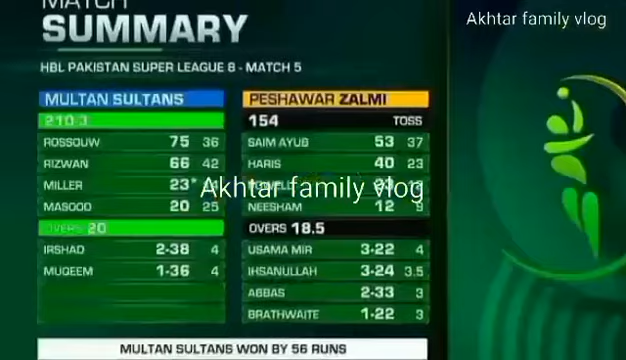 MATCH
Akhtar family vlog
SUMMARY
HBL PAKISTAN SUPER LEAGUE 8 - MATCH 5
MULTAN SULTANS PESHAWAR ZALMI
210-3 154 TOSS
ROSSOUW 75 36 SAIM AYUB 53 37
RIZWAN 66 42 HARIS 40 23
MILLER 23*
Akhtar family vlog
MASOOD 20 25 NEESHAM 12 9
OVERS 20 OVERS 18.5
IRSHAD 2-38 4 USAMA MIR 3-22 4
MUQEEM 1-36 4 IHSANULLAH 3-24 3.5
ABBAS 2-33 3
BRATHWAITE 1-22 3
MULTAN SULTANS WON BY 56 RUNS